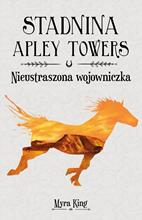 STADNINA
APLEY TOWERS
Nieustraszona wojowniczka
Myra King